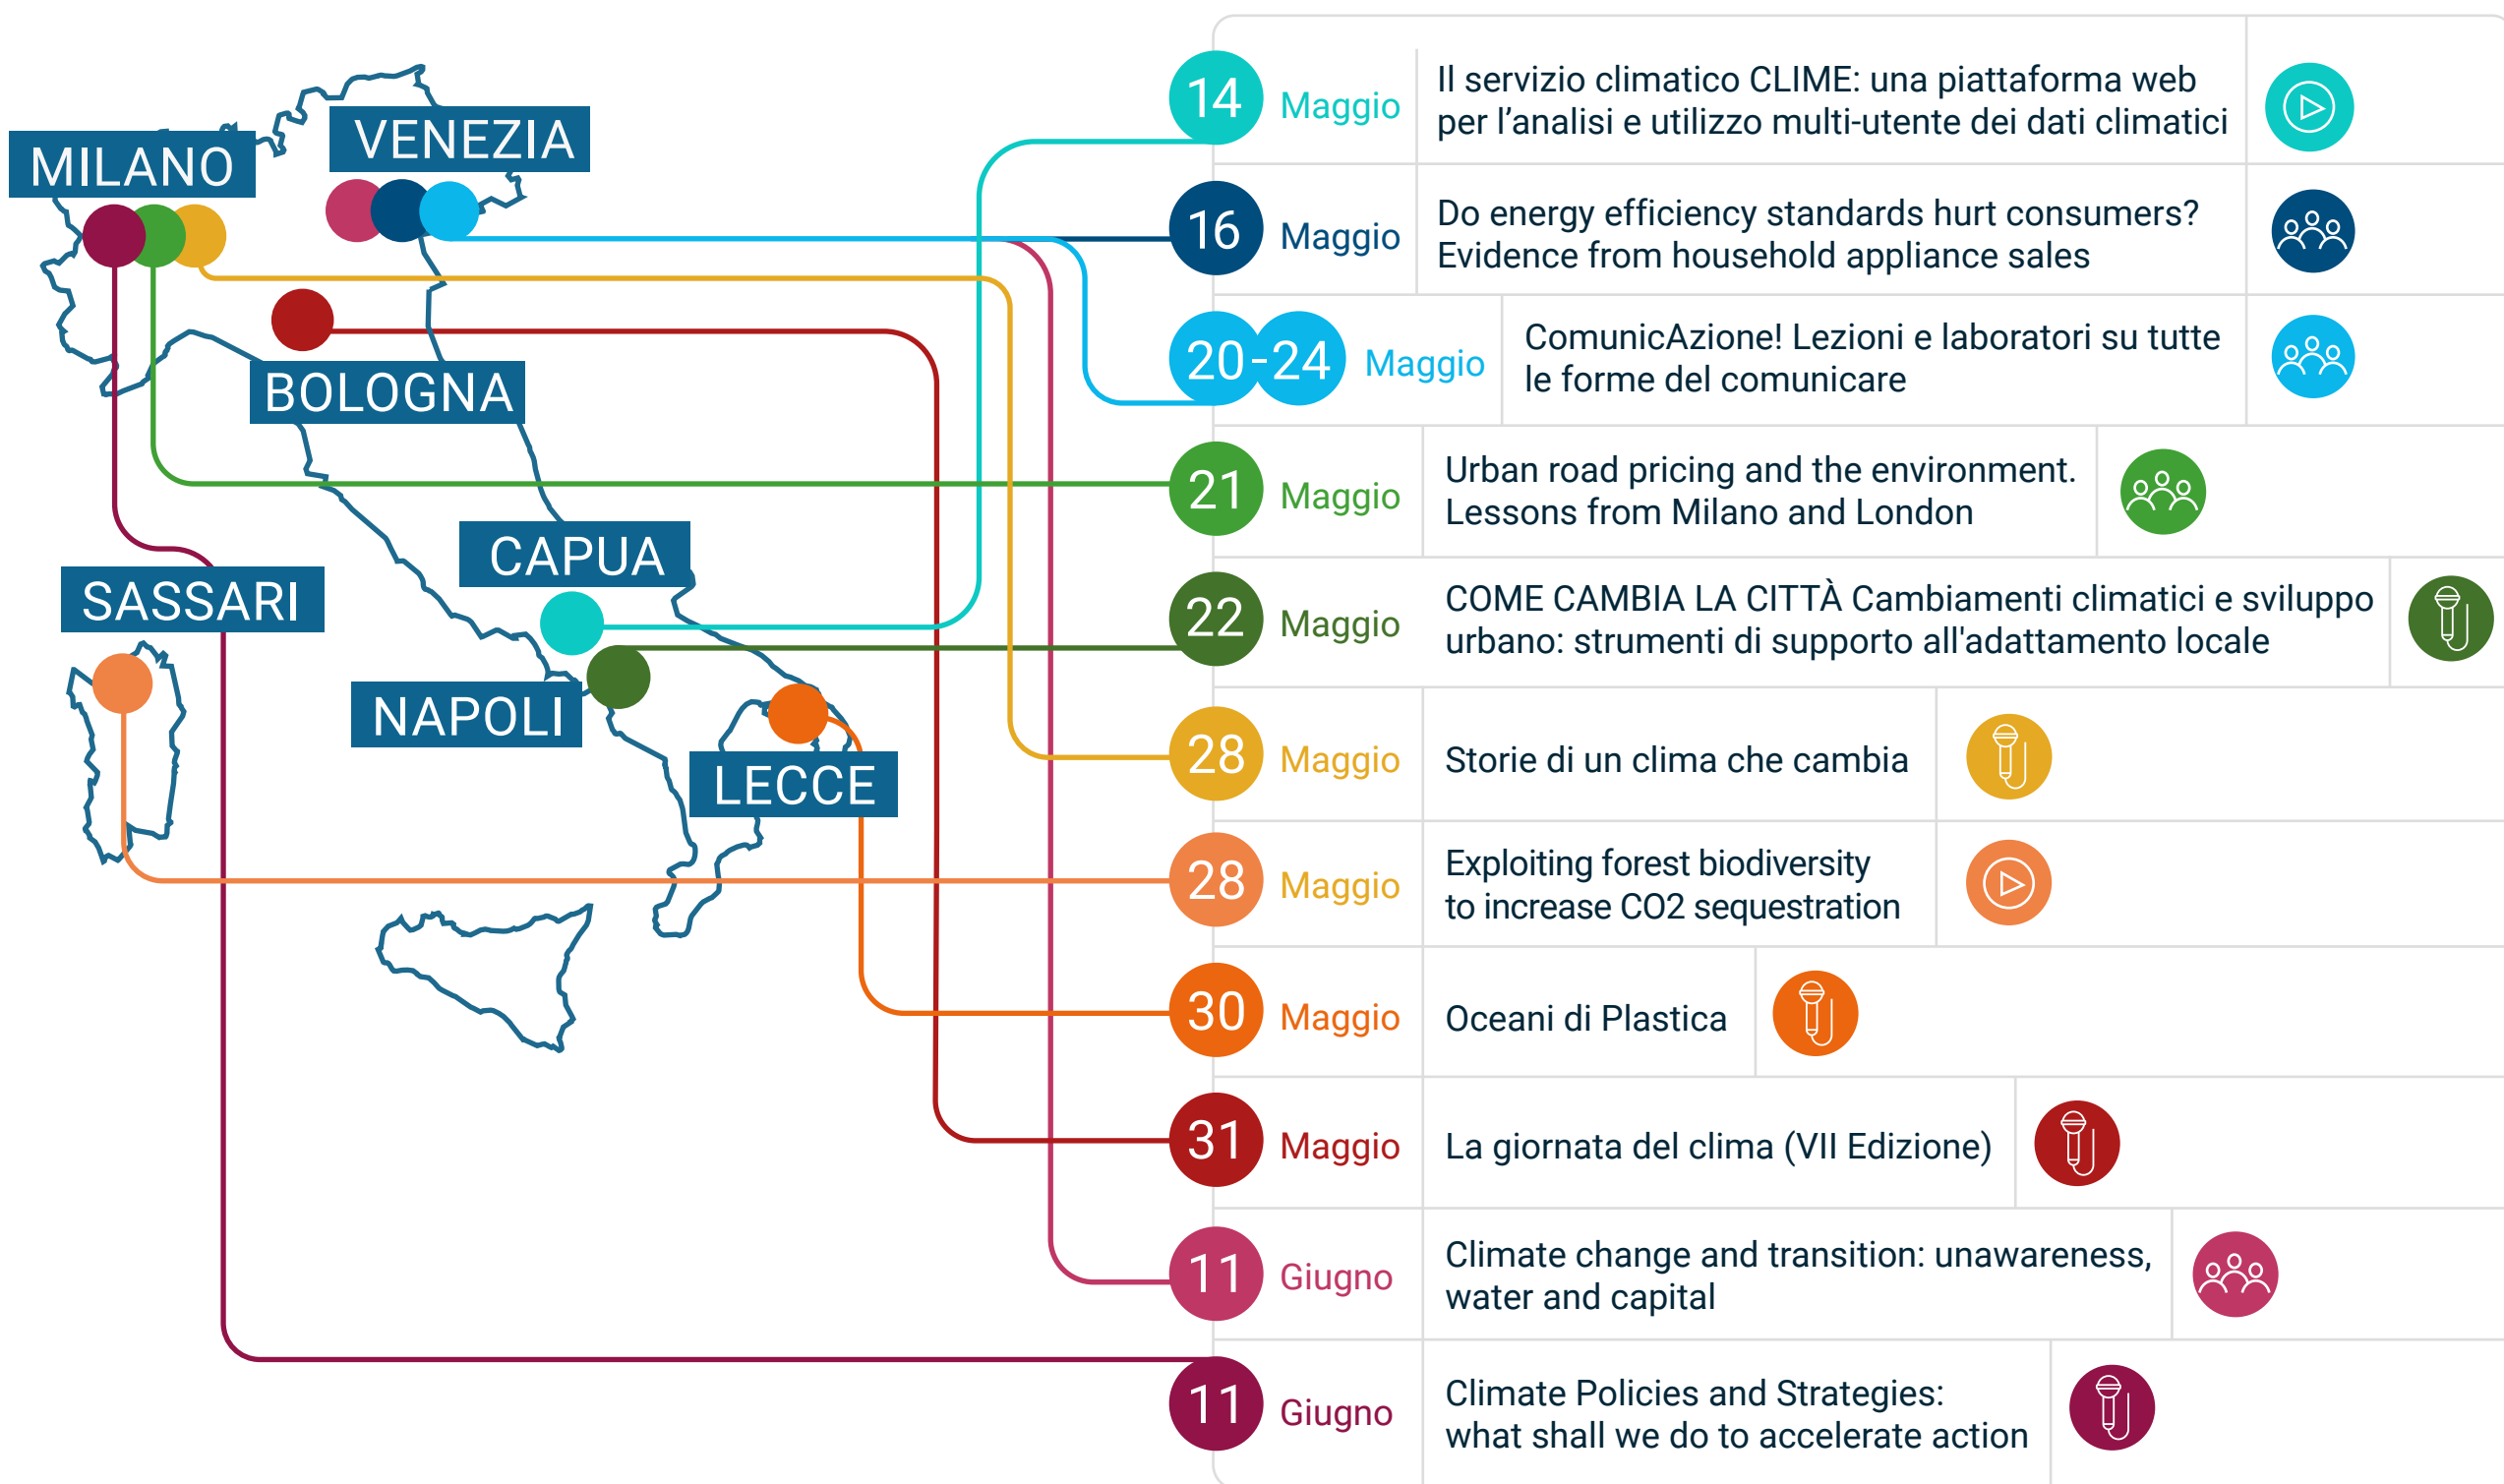 MILANO
VENEZIA
BOLOGNA
CAPUA
SASSARI
NAPOLI
LECCE
14 Maggio
Il servizio climatico CLIME: una piattaforma web
per l’analisi e utilizzo multi-utente dei dati climatici
16 Maggio
Do energy efficiency standards hurt consumers?
Evidence from household appliance sales
20-24 Maggio
ComunicAzione! Lezioni e laboratori su tutte
le forme del comunicare
21 Maggio
Urban road pricing and the environment.
Lessons from Milano and London
22 Maggio
COME CAMBIA LA CITTÀ Cambiamenti climatici e sviluppo
urbano: strumenti di supporto all'adattamento locale
28 Maggio
Storie di un clima che cambia
28 Maggio
Exploiting forest biodiversity
to increase CO2 sequestration
30 Maggio
Oceani di Plastica
31 Maggio
La giornata del clima (VII Edizione)
11 Giugno
Climate change and transition: unawareness,
water and capital
11 Giugno
Climate Policies and Strategies:
what shall we do to accelerate action